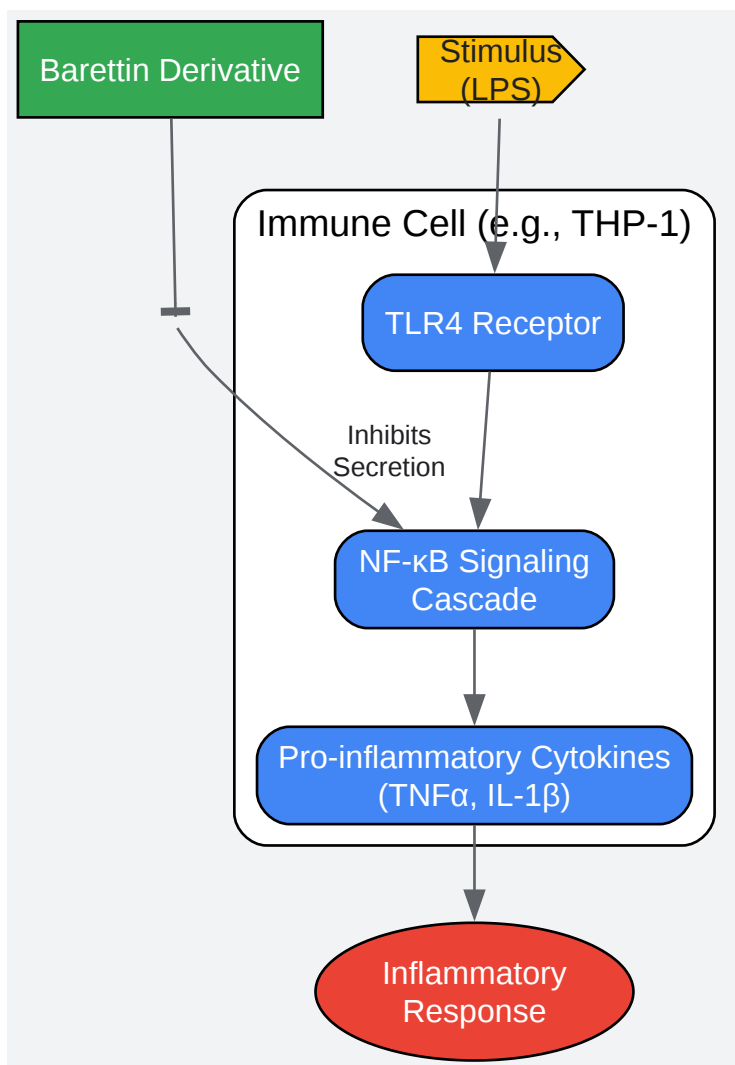 Barettin Derivative
Stimulus
(LPS)
Immune Cell (e.g., THP-1)
TLR4 Receptor
Inhibits
Secretion
NF-κB Signaling
Cascade
Pro-inflammatory Cytokines
(TNFα, IL-1β)
Inflammatory
Response